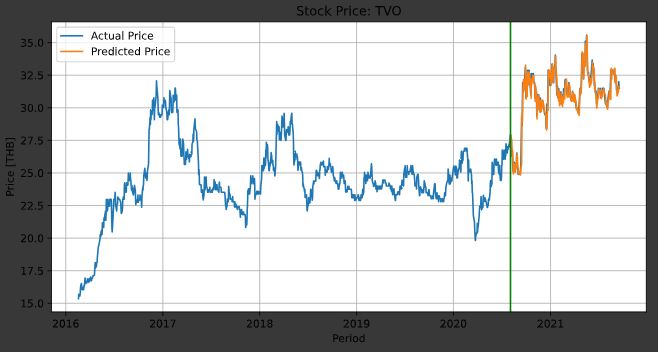 Stock Price: TVO
Actual Price
Predicted Price
Price [THB]
35.0
32.5
30.0
27.5
25.0
22.5
20.0
17.5
15.0
2016 2017 2018 2019 2020 2021
Period